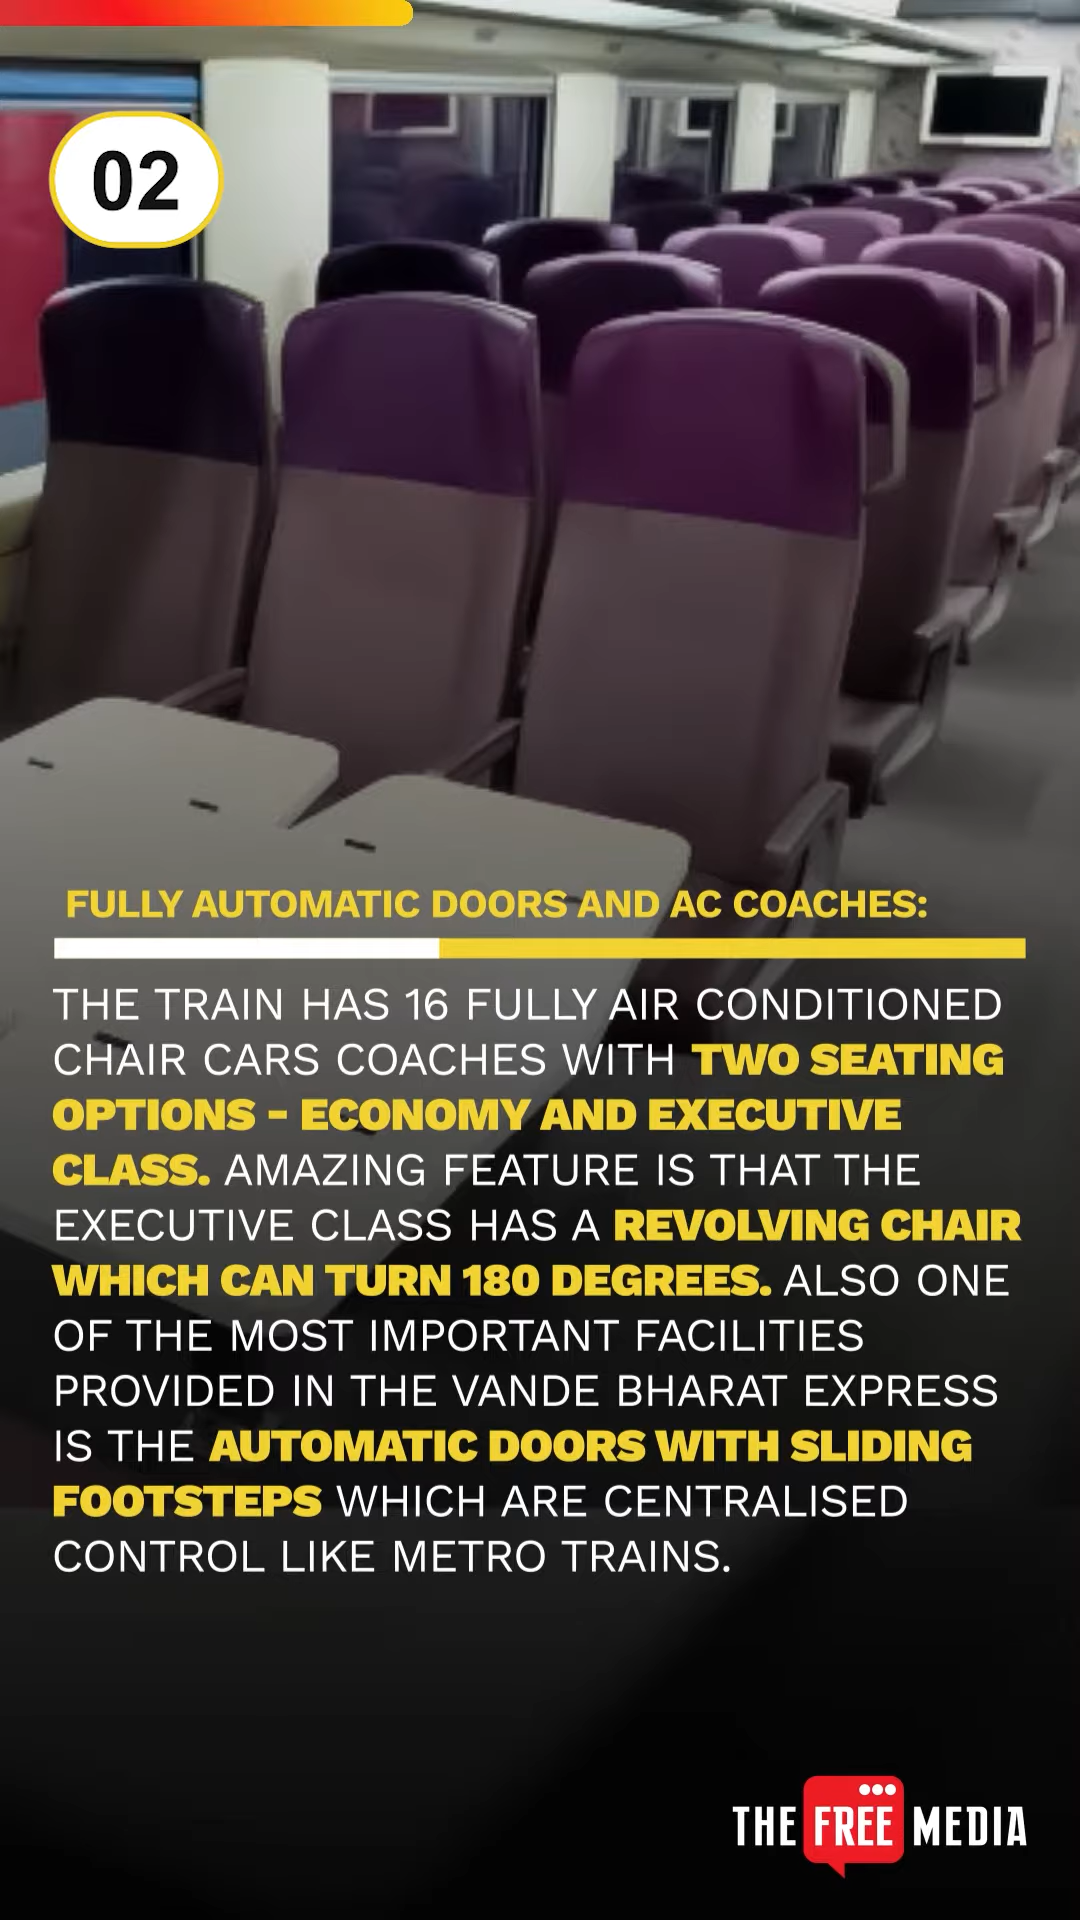 02
FULLY AUTOMATIC DOORS AND AC COACHES:
THE TRAIN HAS 16 FULLY AIR CONDITIONED
CHAIR CARS COACHES WITH TWO SEATING
OPTIONS - ECONOMY AND EXECUTIVE
CLASS. AMAZING FEATURE IS THAT THE
EXECUTIVE CLASS HAS A REVOLVING CHAIR
WHICH CAN TURN 180 DEGREES. ALSO ONE
OF THE MOST IMPORTANT FACILITIES
PROVIDED IN THE VANDE BHARAT EXPRESS
IS THE AUTOMATIC DOORS WITH SLIDING
FOOTSTEPS WHICH ARE CENTRALISED
CONTROL LIKE METRO TRAINS.
THE FREE MEDIA